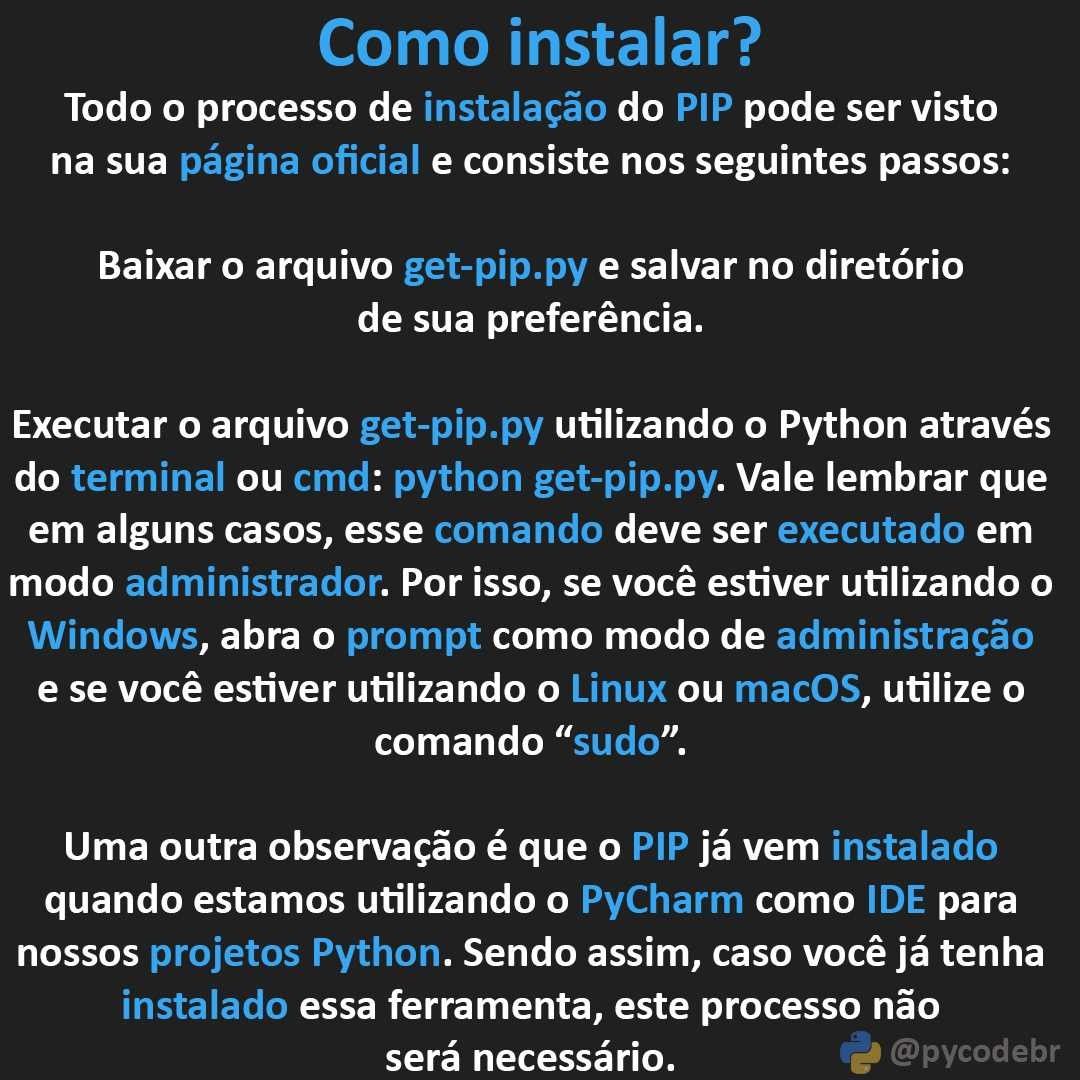 Como instalar?
Todo o processo de instalação do PIP pode ser visto
na sua página oficial e consiste nos seguintes passos:
Baixar o arquivo get-pip.py e salvar no diretório
de sua preferência.
Executar o arquivo get-pip.py utilizando o Python através
do terminal ou cmd: python get-pip.py. Vale lembrar que
em alguns casos, esse comando deve ser executado em
modo administrador. Por isso, se você estiver utilizando o
Windows, abra o prompt como modo de administração
e se você estiver utilizando o Linux ou macOS, utilize o
comando “sudo”.
Uma outra observação é que o PIP já vem instalado
quando estamos utilizando o PyCharm como IDE para
nossos projetos Python. Sendo assim, caso você já tenha
instalado essa ferramenta, este processo não
será necessário.
@pycodebr